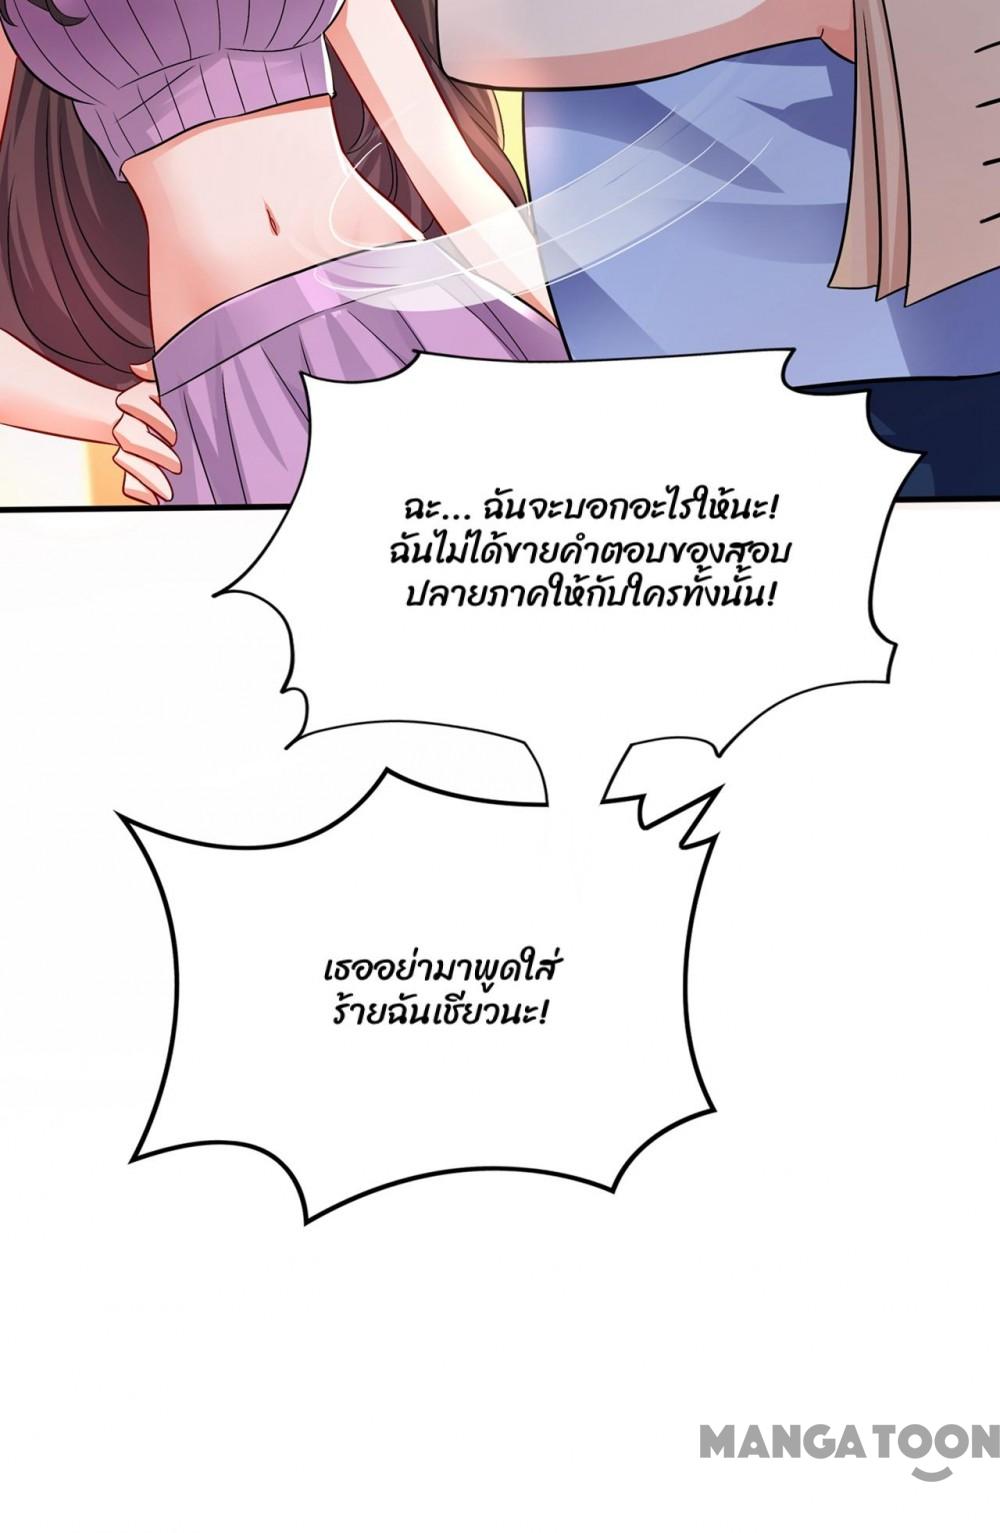 ฉะ... ฉันจะบอกอะไรให้นะ!
ฉันไม่ได้ขายคำตอบของสอบ
ปลายภาคให้กับใครทั้งนั้น!
เธออย่ามาพูดใส่
ร้ายฉันเชียวนะ!
MANGATOON